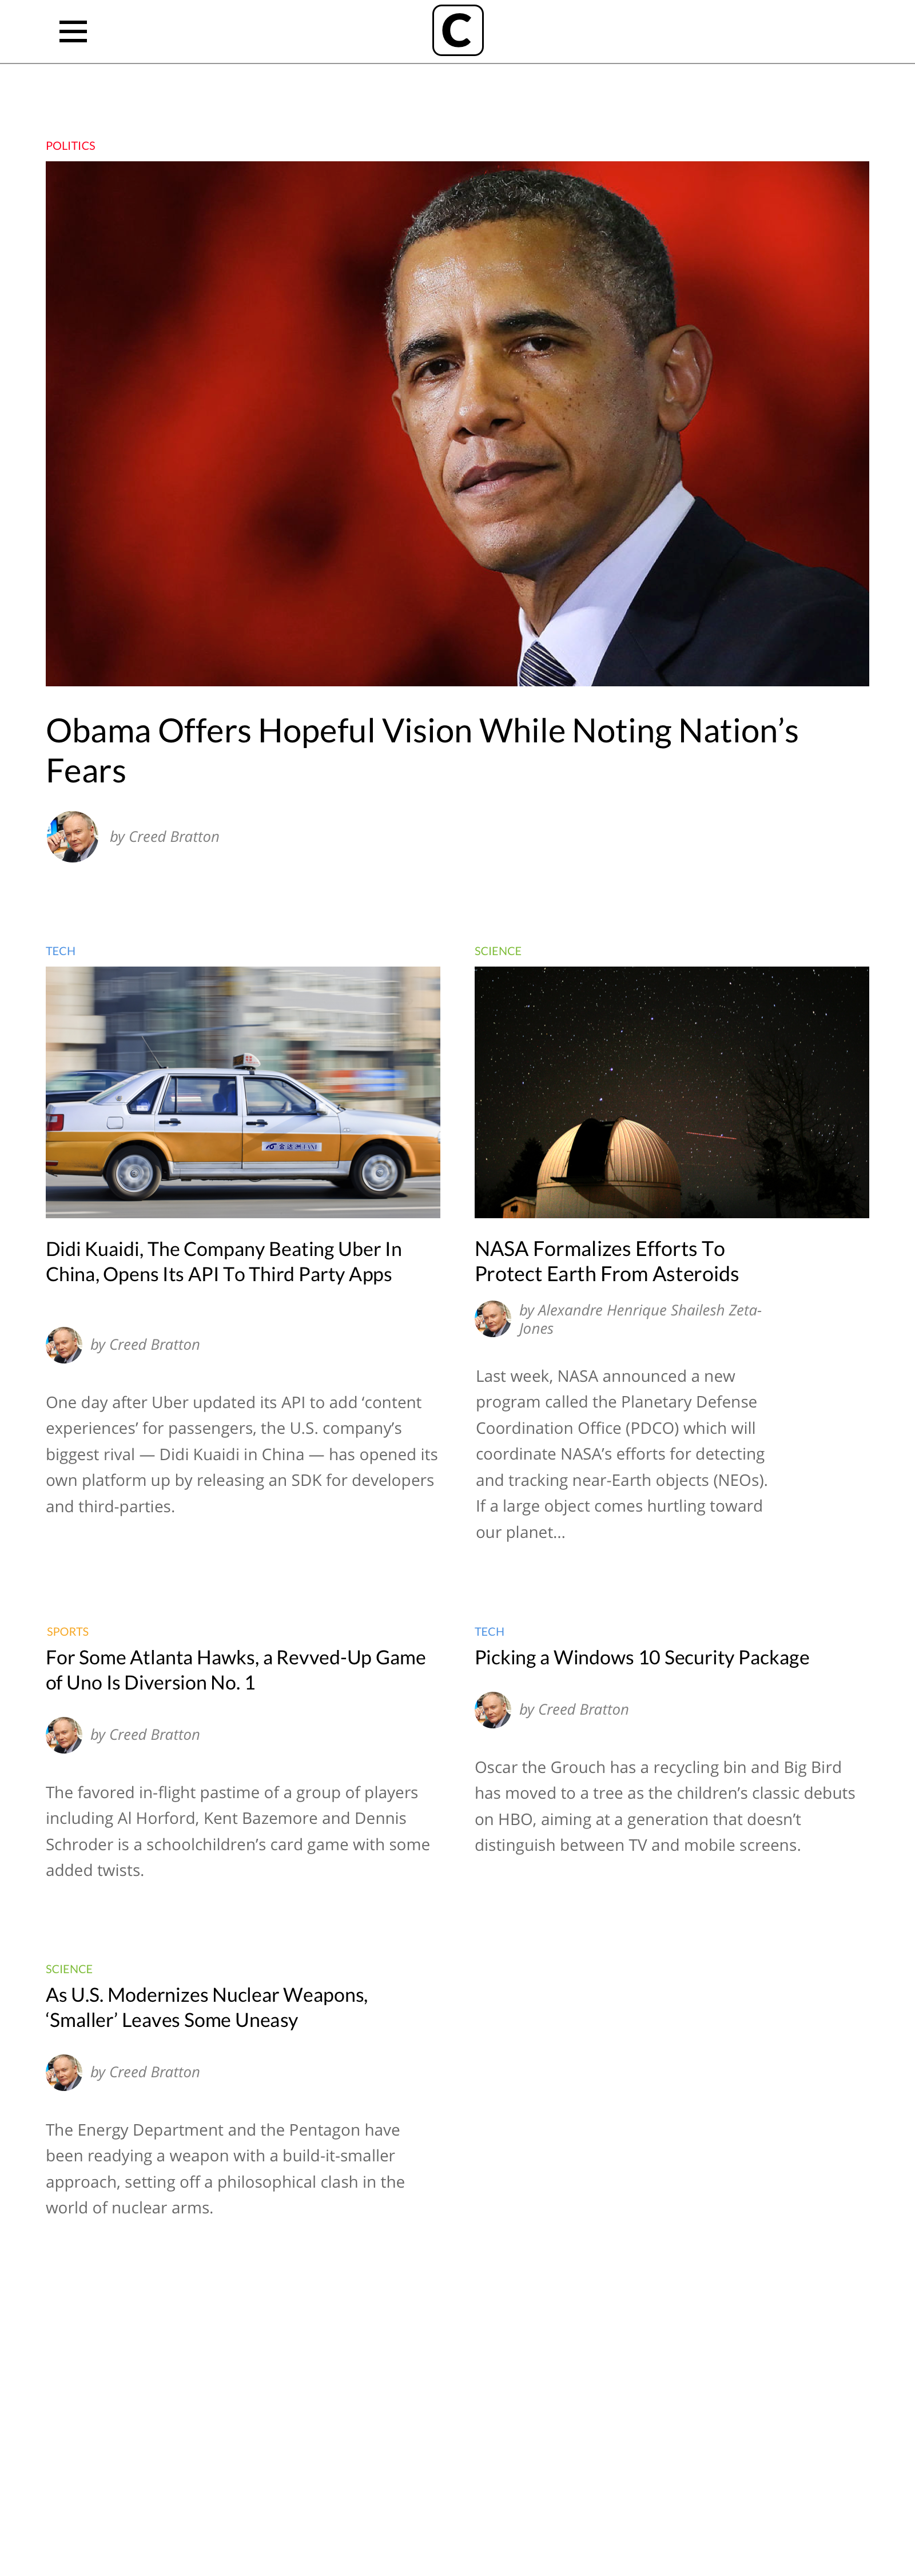 C
POLITICS
Obama Offers Hopeful Vision While Noting Nation’s
Fears
by Creed Bratton
TECH
Didi Kuaidi, The Company Beating Uber In
China, Opens Its API To Third Party Apps
by Creed Bratton
One day after Uber updated its API to add ‘content
experiences’ for passengers, the U.S. company’s
biggest rival — Didi Kuaidi in China — has opened its
own platform up by releasing an SDK for developers
and third-parties.
SCIENCE
NASA Formalizes Efforts To
Protect Earth From Asteroids
by Alexandre Henrique Shailesh Zeta-
Jones
Last week, NASA announced a new
program called the Planetary Defense
Coordination Office (PDCO) which will
coordinate NASA’s efforts for detecting
and tracking near-Earth objects (NEOs).
If a large object comes hurtling toward
our planet...
SPORTS
For Some Atlanta Hawks, a Revved-Up Game
of Uno Is Diversion No. 1
by Creed Bratton
The favored in-flight pastime of a group of players
including Al Horford, Kent Bazemore and Dennis
Schroder is a schoolchildren’s card game with some
added twists.
TECH
Picking a Windows 10 Security Package
by Creed Bratton
Oscar the Grouch has a recycling bin and Big Bird
has moved to a tree as the children’s classic debuts
on HBO, aiming at a generation that doesn’t
distinguish between TV and mobile screens.
SCIENCE
As U.S. Modernizes Nuclear Weapons,
‘Smaller’ Leaves Some Uneasy
by Creed Bratton
The Energy Department and the Pentagon have
been readying a weapon with a build-it-smaller
approach, setting off a philosophical clash in the
world of nuclear arms.